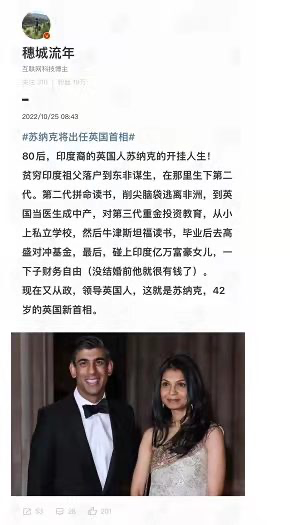 穗城流年
互联网科技博主
2022/10/25 08:43
#苏纳克将出任英国首相#
80后，印度裔的英国人苏纳克的开挂人生！
贫穷印度祖父落户到东非谋生，在那里生下第二
代。第二代拼命读书，削尖脑袋逃离非洲，到英
国当医生成中产，对第三代重金投资教育，从小
上私立学校，然后牛津斯坦福读书，毕业后去高
盛对冲基金，最后，碰上印度亿万富豪女儿，一
下子财务自由（没结婚前他就很有钱了）。
现在又从政，领导英国人，这就是苏纳克，42
岁的英国新首相。
53 26 201